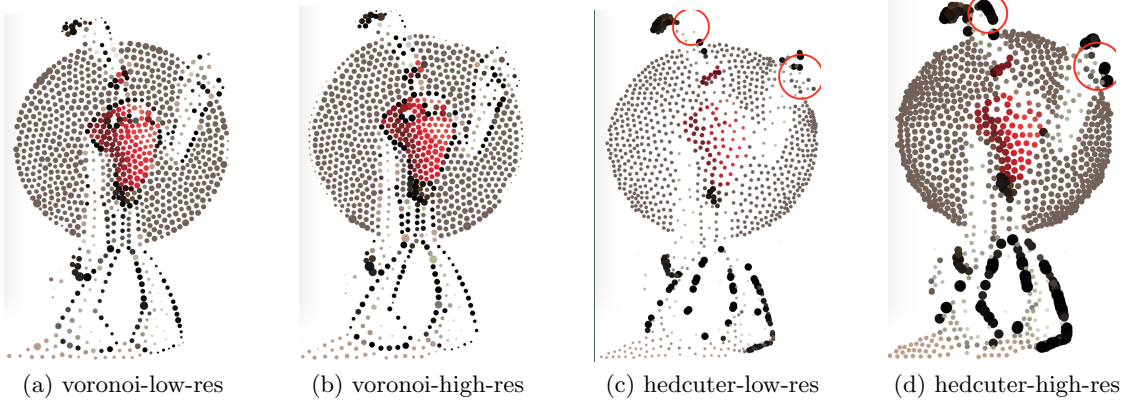 (a) voronoi-low-res
(b) voronoi-high-res
(c) hedcuter-low-res
(d) hedcuter-high-res